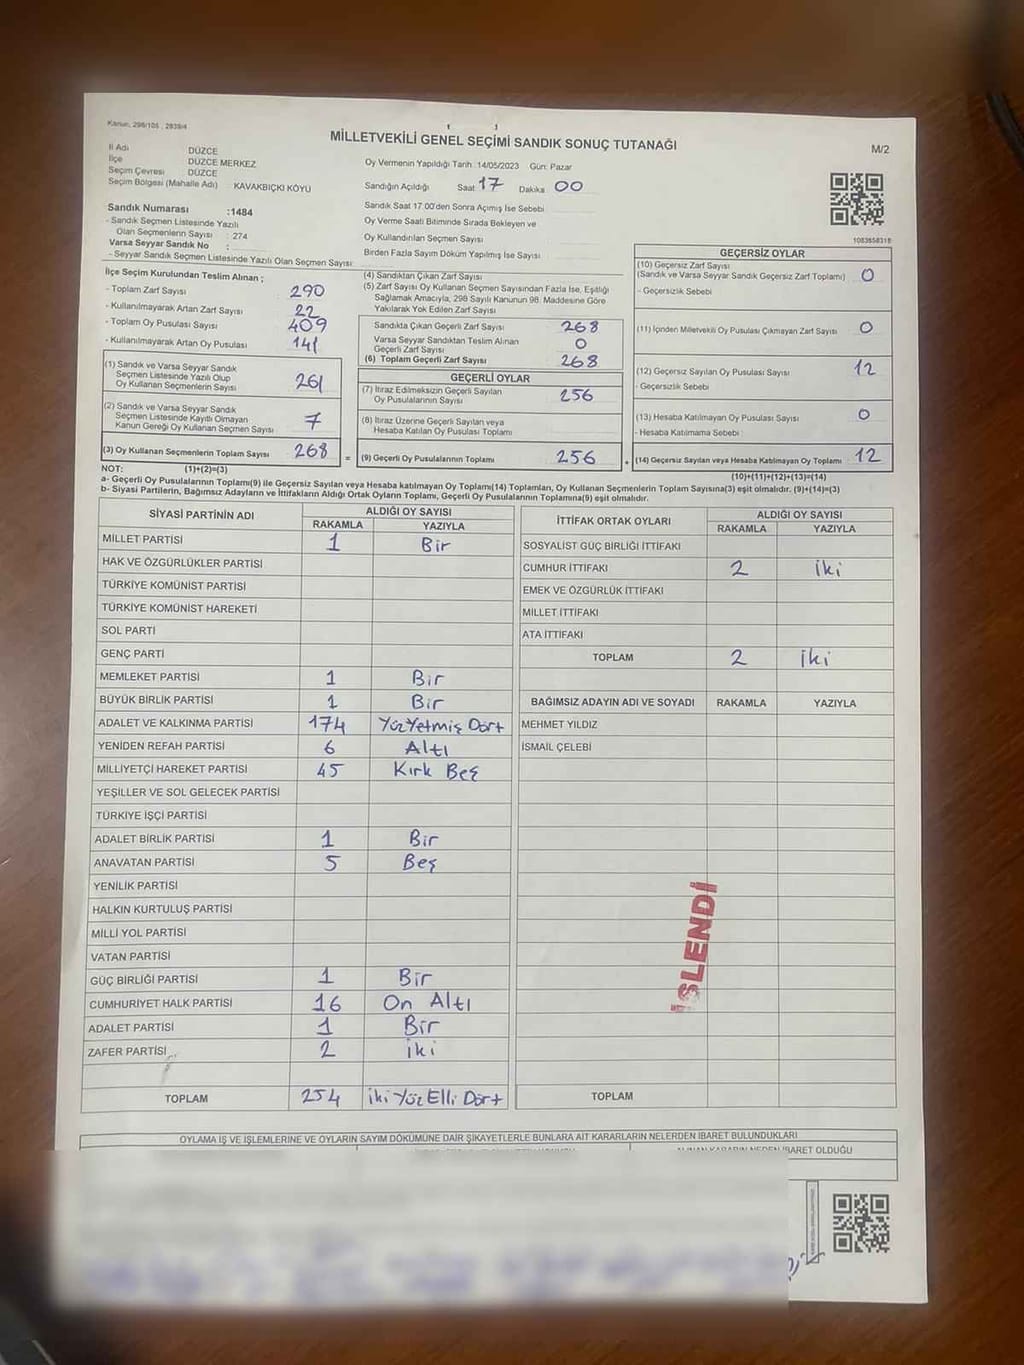 Kanun, 298/105 , 2839/4
MİLLETVEKİLİ GENEL SEÇİMİ SANDIK SONUÇ TUTANAĞI
M/2
İl Adı DÜZCE
İlçe DÜZCE MERKEZ
Seçim Çevresi DÜZCE
Seçim Bölgesi (Mahalle Adı) KAVAKBIÇKI KÖYÜ
Oy Vermenin Yapıldığı Tarih: 14/05/2023 Gün: Pazar
Sandığın Açıldığı Saat 17 Dakika 00
Sandık Saat 17.00'den Sonra Açımış İse Sebebi
Oy Verme Saati Bitiminde Sırada Bekleyen ve
Oy Kullandırılan Seçmen Sayısı
Birden Fazla Sayım Döküm Yapılmış İse Sayısı
1083658318
Sandık Numarası :1484
- Sandık Seçmen Listesinde Yazılı
Olan Seçmenlerin Sayısı : 274
Varsa Seyyar Sandık No :
- Seyyar Sandık Seçmen Listesinde Yazılı Olan Seçmen Sayısı:
İlçe Seçim Kurulundan Teslim Alınan ;
- Toplam Zarf Sayısı 290
- Kullanılmayarak Artan Zarf Sayısı 22
- Toplam Oy Pusulası Sayısı 409
- Kullanılmayarak Artan Oy Pusulası 141
(1) Sandık ve Varsa Seyyar Sandık
Seçmen Listesinde Yazılı Olup
Oy Kullanan Seçmenlerin Sayısı 261
(2) Sandık ve Varsa Seyyar Sandık
Seçmen Listesinde Kayıtlı Olmayan
Kanun Gereği Oy Kullanan Seçmen Sayısı 7
(3) Oy Kullanan Seçmenlerin Toplam Sayısı 268 =
(4) Sandıktan Çıkan Zarf Sayısı
(5) Zarf Sayısı Oy Kullanan Seçmen Sayısından Fazla İse, Eşitliği
Sağlamak Amacıyla, 298 Sayılı Kanunun 98. Maddesine Göre
Yakılarak Yok Edilen Zarf Sayısı
Sandıkta Çıkan Geçerli Zarf Sayısı 268
Varsa Seyyar Sandıktan Teslim Alınan
Geçerli Zarf Sayısı 0
(6) Toplam Geçerli Zarf Sayısı 268
GEÇERLİ OYLAR
(7) İtiraz Edilmeksizin Geçerli Sayılan
Oy Pusulalarının Sayısı 256
(8) İtiraz Üzerine Geçerli Sayılan veya
Hesaba Katılan Oy Pusulası Toplamı
(9) Geçerli Oy Pusulalarının Toplamı 256 +
GEÇERSİZ OYLAR
(10) Geçersiz Zarf Sayısı
(Sandık ve Varsa Seyyar Sandık Geçersiz Zarf Toplamı) 0
- Geçersizlik Sebebi
(11) İçinden Milletvekili Oy Pusulası Çıkmayan Zarf Sayısı 0
(12) Geçersiz Sayılan Oy Pusulası Sayısı 12
- Geçersizlik Sebebi
(13) Hesaba Katılmayan Oy Pusulası Sayısı 0
- Hesaba Katılmama Sebebi
(14) Geçersiz Sayılan veya Hesaba Katılmayan Oy Toplamı 12
NOT: (1)+(2)=(3) (10)+(11)+(12)+(13)=(14)
a- Geçerli Oy Pusulalarının Toplamı(9) ile Geçersiz Sayılan veya Hesaba katılmayan Oy Toplamı(14) Toplamları, Oy Kullanan Seçmenlerin Toplam Sayısına(3) eşit olmalıdır. (9)+(14)=(3)
b- Siyasi Partilerin, Bağımsız Adayların ve İttifakların Aldığı Ortak Oyların Toplamı, Geçerli Oy Pusulalarının Toplamına(9) eşit olmalıdır.
SİYASİ PARTİNİN ADI ALDIĞI OY SAYISI
RAKAMLA YAZIYLA
MİLLET PARTİSİ 1 Bir
HAK VE ÖZGÜRLÜKLER PARTİSİ
TÜRKİYE KOMÜNİST PARTİSİ
TÜRKİYE KOMÜNİST HAREKETİ
SOL PARTİ
GENÇ PARTİ
MEMLEKET PARTİSİ 1 Bir
BÜYÜK BİRLİK PARTİSİ 1 Bir
ADALET VE KALKINMA PARTİSİ 174 Yüz Yetmiş Dört
YENİDEN REFAH PARTİSİ 6 Altı
MİLLİYETÇİ HAREKET PARTİSİ 45 Kırk Beş
YEŞİLLER VE SOL GELECEK PARTİSİ
TÜRKİYE İŞÇİ PARTİSİ
ADALET BİRLİK PARTİSİ 1 Bir
ANAVATAN PARTİSİ 5 Beş
YENİLİK PARTİSİ
HALKIN KURTULUŞ PARTİSİ
MİLLİ YOL PARTİSİ
VATAN PARTİSİ
GÜÇ BİRLİĞİ PARTİSİ 1 Bir
CUMHURİYET HALK PARTİSİ 16 On Altı
ADALET PARTİSİ 1 Bir
ZAFER PARTİSİ 2 iki
TOPLAM 254 iki Yüz Elli Dört
İTTİFAK ORTAK OYLARI ALDIĞI OY SAYISI
RAKAMLA YAZIYLA
SOSYALİST GÜÇ BİRLİĞİ İTTİFAKI
CUMHUR İTTİFAKI 2 iki
EMEK VE ÖZGÜRLÜK İTTİFAKI
MİLLET İTTİFAKI
ATA İTTİFAKI
TOPLAM 2 iki
BAĞIMSIZ ADAYIN ADI VE SOYADI RAKAMLA YAZIYLA
MEHMET YILDIZ
İSMAİL ÇELEBİ
İŞLENDİ
TOPLAM
OYLAMA İŞ VE İŞLEMLERİNE VE OYLARIN SAYIM DÖKÜMÜNE DAİR ŞİKAYETLERLE BUNLARA AİT KARARLARIN NELERDEN İBARET BULUNDUKLARI
ALINAN KARARIN NEDEN İBARET OLDUĞU